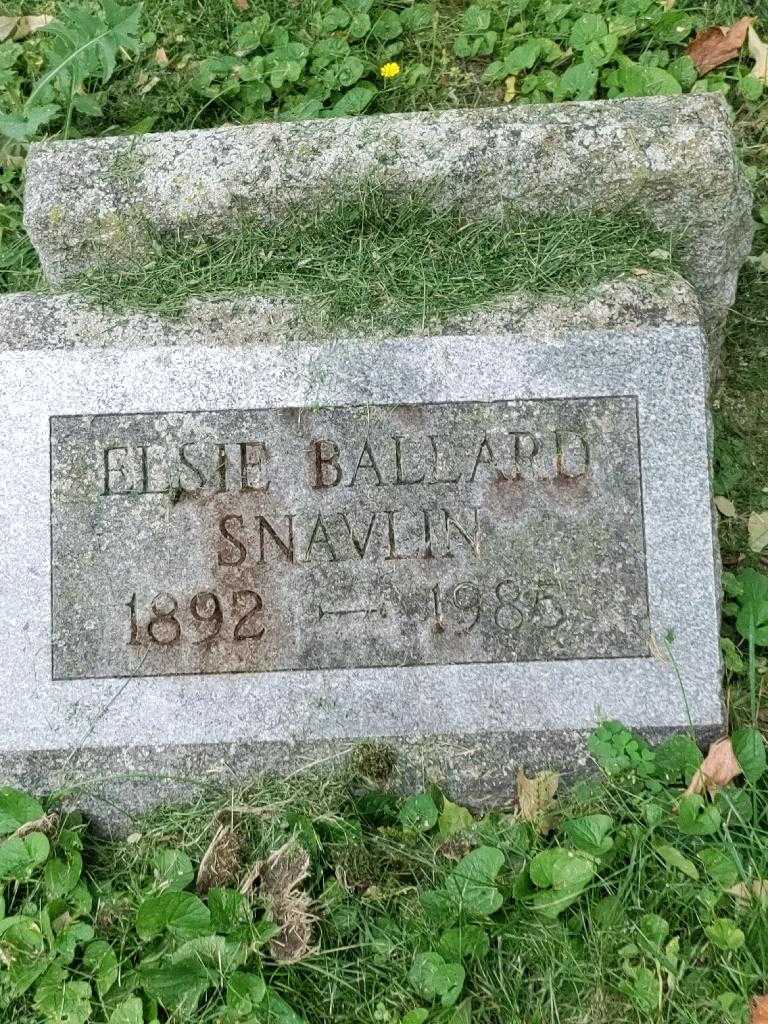 ELSIE BALLARD
SNAVLIN
1892 — 1985